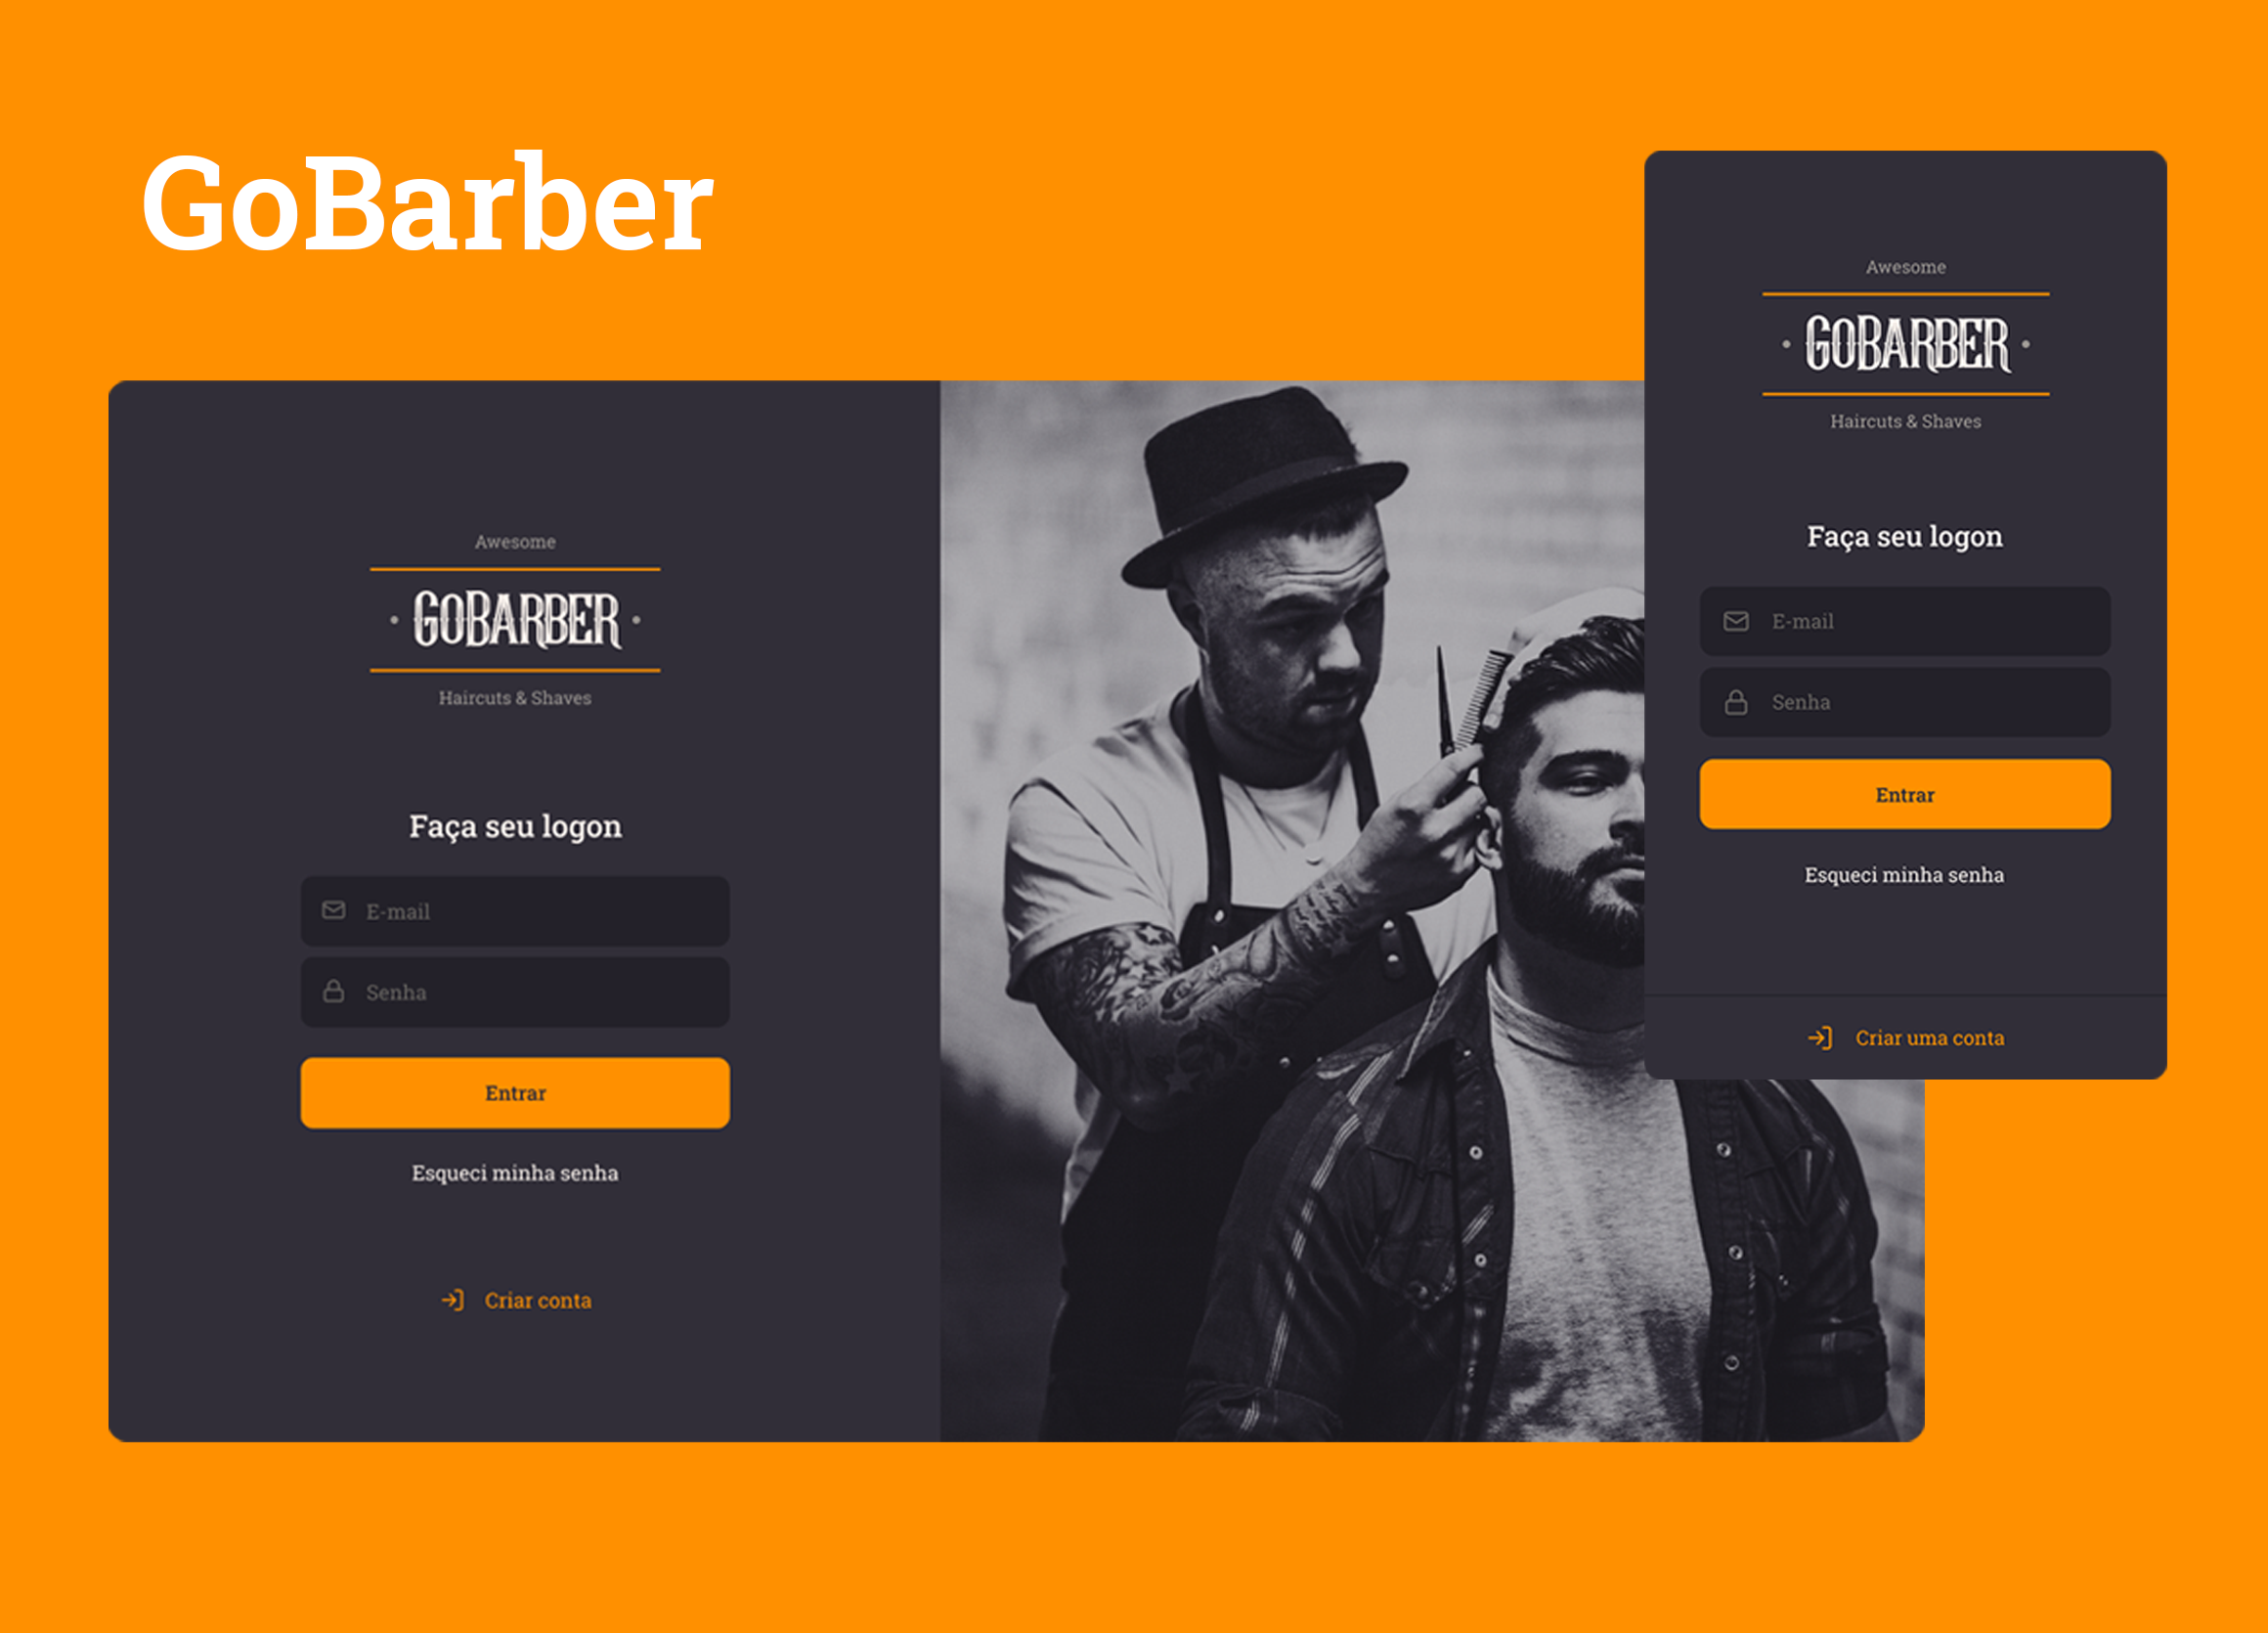 GoBarber
Awesome
GOBARBER
Haircuts & Shaves
Faça seu logon
E-mail
Senha
Entrar
Esqueci minha senha
Criar conta
Awesome
GOBARBER
Haircuts & Shaves
Faça seu logon
E-mail
Senha
Entrar
Esqueci minha senha
Criar uma conta